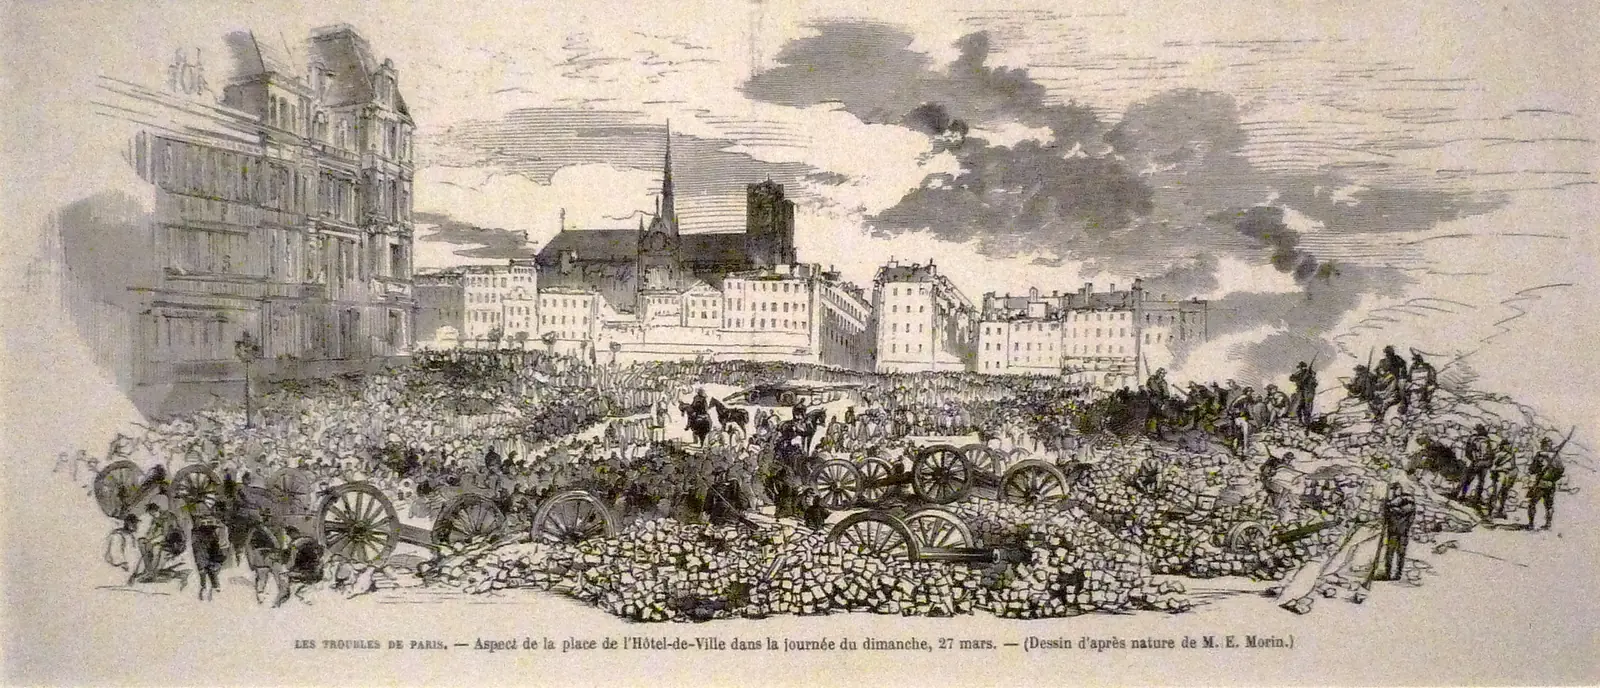 LES TROUBLES DE PARIS. — Aspect de la place de l'Hôtel-de-Ville dans la journée du dimanche, 27 mars. — (Dessin d'après nature de M. E. Morin.)